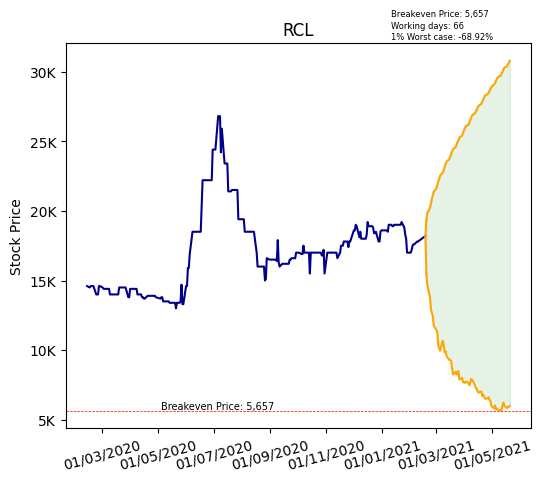 Breakeven Price: 5,657
Working days: 66
1% Worst case: -68.92%
RCL
Stock Price
30K
25K
20K
15K
10K
5K
Breakeven Price: 5,657
01/03/2020
01/05/2020
01/07/2020
01/09/2020
01/11/2020
01/01/2021
01/03/2021
01/05/2021